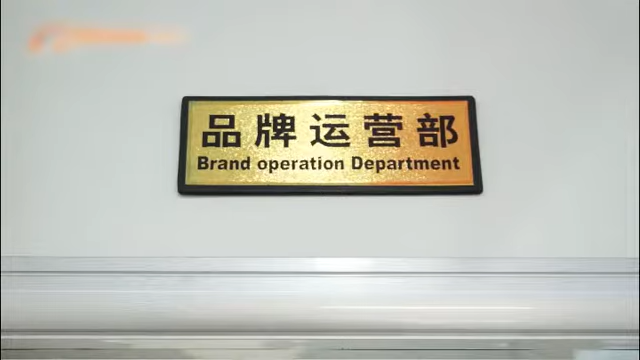 品牌运营部
Brand operation Department